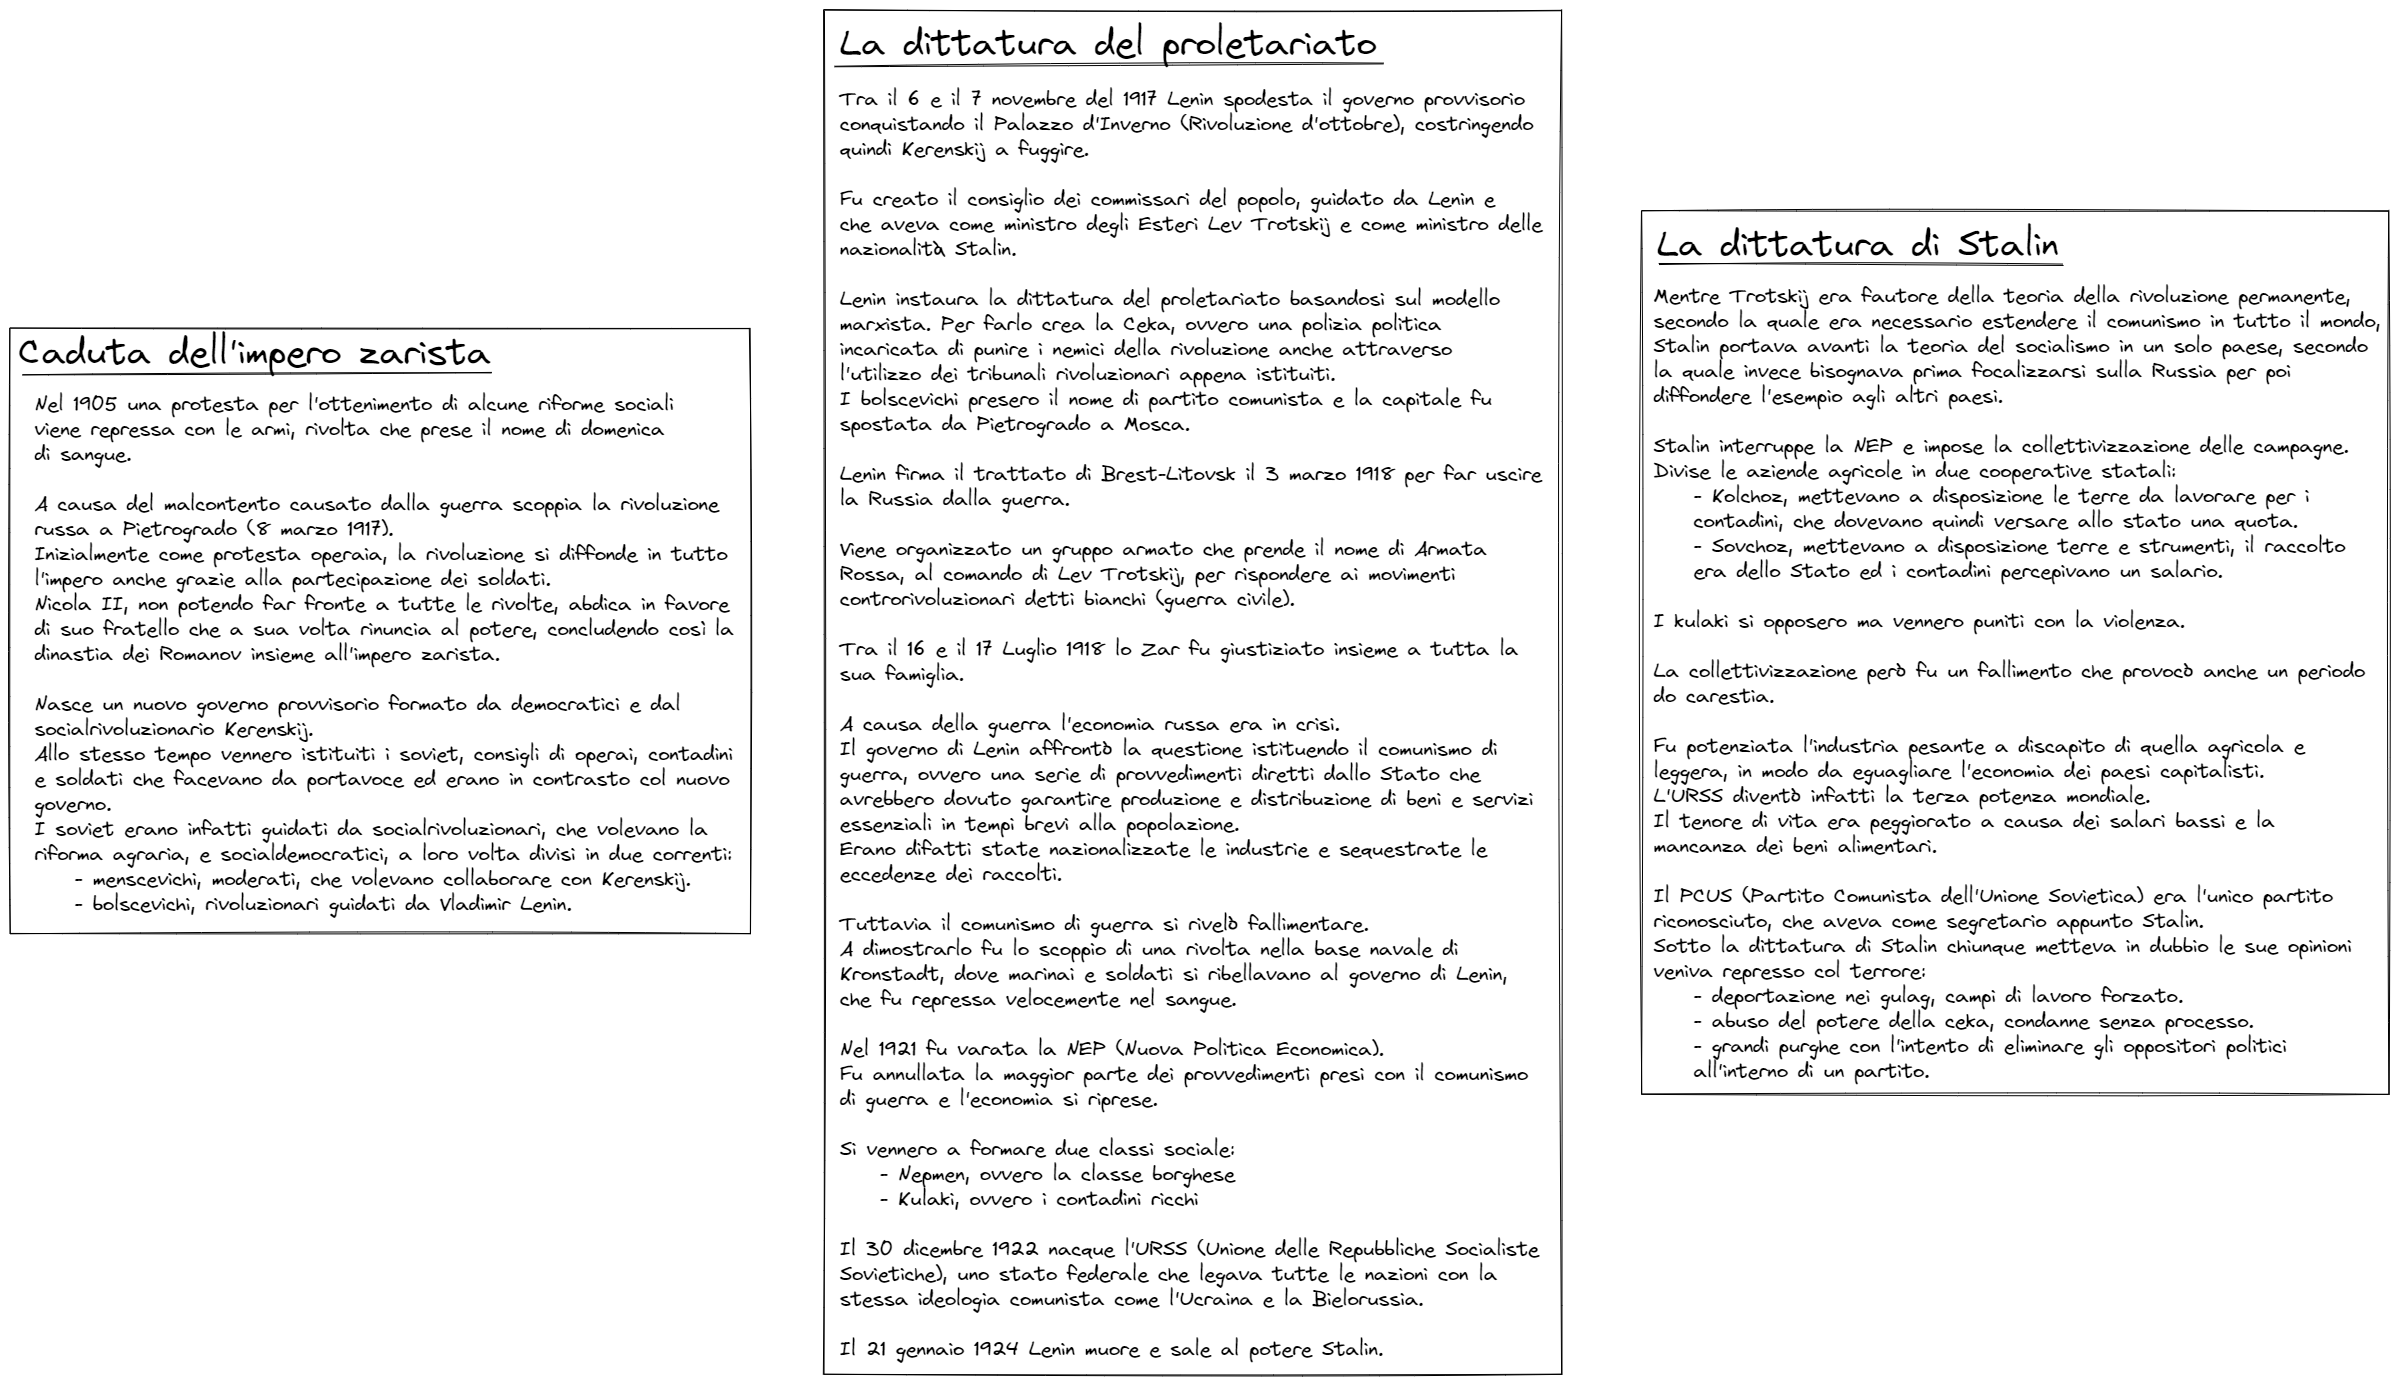 Caduta dell'impero zarista
Nel 1905 una protesta per l'ottenimento di alcune riforme sociali
viene repressa con le armi, rivolta che prese il nome di domenica
di sangue.
A causa del malcontento causato dalla guerra scoppia la rivoluzione
russa a Pietrogrado (8 marzo 1917).
Inizialmente come protesta operaia, la rivoluzione si diffonde in tutto
l'impero anche grazie alla partecipazione dei soldati.
Nicola II, non potendo far fronte a tutte le rivolte, abdica in favore
di suo fratello che a sua volta rinuncia al potere, concludendo così la
dinastia dei Romanov insieme all'impero zarista.
Nasce un nuovo governo provvisorio formato da democratici e dal
socialrivoluzionario Kerenskij.
Allo stesso tempo vennero istituiti i soviet, consigli di operai, contadini
e soldati che facevano da portavoce ed erano in contrasto col nuovo
governo.
I soviet erano infatti guidati da socialrivoluzionari, che volevano la
riforma agraria, e socialdemocratici, a loro volta divisi in due correnti:
- menscevichi, moderati, che volevano collaborare con Kerenskij.
- bolscevichi, rivoluzionari guidati da Vladimir Lenin.
La dittatura del proletariato
Tra il 6 e il 7 novembre del 1917 Lenin spodesta il governo provvisorio
conquistando il Palazzo d'Inverno (Rivoluzione d'ottobre), costringendo
quindi Kerenskij a fuggire.
Fu creato il consiglio dei commissari del popolo, guidato da Lenin e
che aveva come ministro degli Esteri Lev Trotskij e come ministro delle
nazionalità Stalin.
Lenin instaura la dittatura del proletariato basandosi sul modello
marxista. Per farlo crea la Ceka, ovvero una polizia politica
incaricata di punire i nemici della rivoluzione anche attraverso
l'utilizzo dei tribunali rivoluzionari appena istituiti.
I bolscevichi presero il nome di partito comunista e la capitale fu
spostata da Pietrogrado a Mosca.
Lenin firma il trattato di Brest-Litovsk il 3 marzo 1918 per far uscire
la Russia dalla guerra.
Viene organizzato un gruppo armato che prende il nome di Armata
Rossa, al comando di Lev Trotskij, per rispondere ai movimenti
controrivoluzionari detti bianchi (guerra civile).
Tra il 16 e il 17 Luglio 1918 lo Zar fu giustiziato insieme a tutta la
sua famiglia.
A causa della guerra l'economia russa era in crisi.
Il governo di Lenin affrontò la questione istituendo il comunismo di
guerra, ovvero una serie di provvedimenti diretti dallo Stato che
avrebbero dovuto garantire produzione e distribuzione di beni e servizi
essenziali in tempi brevi alla popolazione.
Erano difatti state nazionalizzate le industrie e sequestrate le
eccedenze dei raccolti.
Tuttavia il comunismo di guerra si rivelò fallimentare.
A dimostrarlo fu lo scoppio di una rivolta nella base navale di
Kronstadt, dove marinai e soldati si ribellavano al governo di Lenin,
che fu repressa velocemente nel sangue.
Nel 1921 fu varata la NEP (Nuova Politica Economica).
Fu annullata la maggior parte dei provvedimenti presi con il comunismo
di guerra e l'economia si riprese.
Si vennero a formare due classi sociale:
- Nepmen, ovvero la classe borghese
- Kulaki, ovvero i contadini ricchi
Il 30 dicembre 1922 nacque l'URSS (Unione delle Repubbliche Socialiste
Sovietiche), uno stato federale che legava tutte le nazioni con la
stessa ideologia comunista come l'Ucraina e la Bielorussia.
Il 21 gennaio 1924 Lenin muore e sale al potere Stalin.
La dittatura di Stalin
Mentre Trotskij era fautore della teoria della rivoluzione permanente,
secondo la quale era necessario estendere il comunismo in tutto il mondo,
Stalin portava avanti la teoria del socialismo in un solo paese, secondo
la quale invece bisognava prima focalizzarsi sulla Russia per poi
diffondere l'esempio agli altri paesi.
Stalin interruppe la NEP e impose la collettivizzazione delle campagne.
Divise le aziende agricole in due cooperative statali:
- Kolchoz, mettevano a disposizione le terre da lavorare per i
contadini, che dovevano quindi versare allo stato una quota.
- Sovchoz, mettevano a disposizione terre e strumenti, il raccolto
era dello Stato ed i contadini percepivano un salario.
I kulaki si opposero ma vennero puniti con la violenza.
La collettivizzazione però fu un fallimento che provocò anche un periodo
do carestia.
Fu potenziata l'industria pesante a discapito di quella agricola e
leggera, in modo da eguagliare l'economia dei paesi capitalisti.
L'URSS diventò infatti la terza potenza mondiale.
Il tenore di vita era peggiorato a causa dei salari bassi e la
mancanza dei beni alimentari.
Il PCUS (Partito Comunista dell'Unione Sovietica) era l'unico partito
riconosciuto, che aveva come segretario appunto Stalin.
Sotto la dittatura di Stalin chiunque metteva in dubbio le sue opinioni
veniva represso col terrore:
- deportazione nei gulag, campi di lavoro forzato.
- abuso del potere della ceka, condanne senza processo.
- grandi purghe con l'intento di eliminare gli oppositori politici
all'interno di un partito.